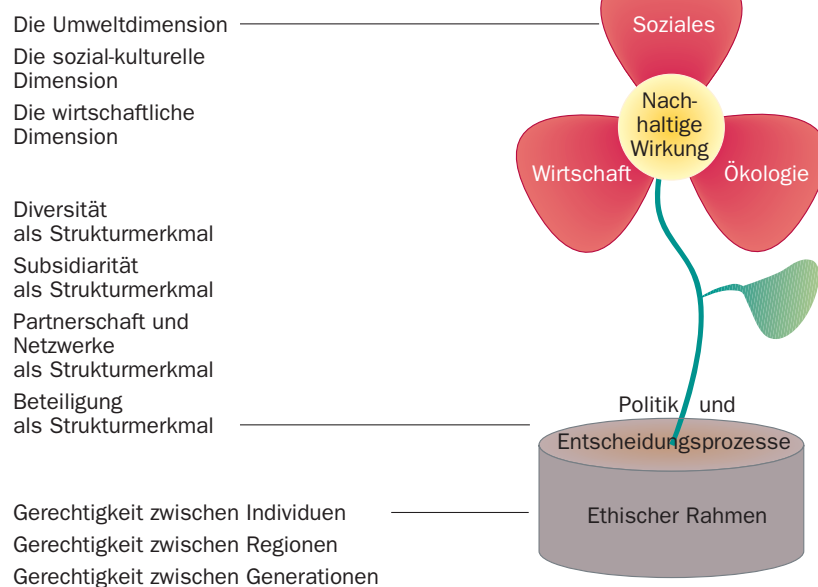 Die Umweltdimension
Die sozial-kulturelle
Dimension
Die wirtschaftliche
Dimension
Diversität
als Strukturmerkmal
Subsidiarität
als Strukturmerkmal
Partnerschaft und
Netzwerke
als Strukturmerkmal
Beteiligung
als Strukturmerkmal
Gerechtigkeit zwischen Individuen
Gerechtigkeit zwischen Regionen
Gerechtigkeit zwischen Generationen
Soziales
Nach-
haltige
Wirkung
Wirtschaft
Ökologie
Politik und
Entscheidungsprozesse
Ethischer Rahmen